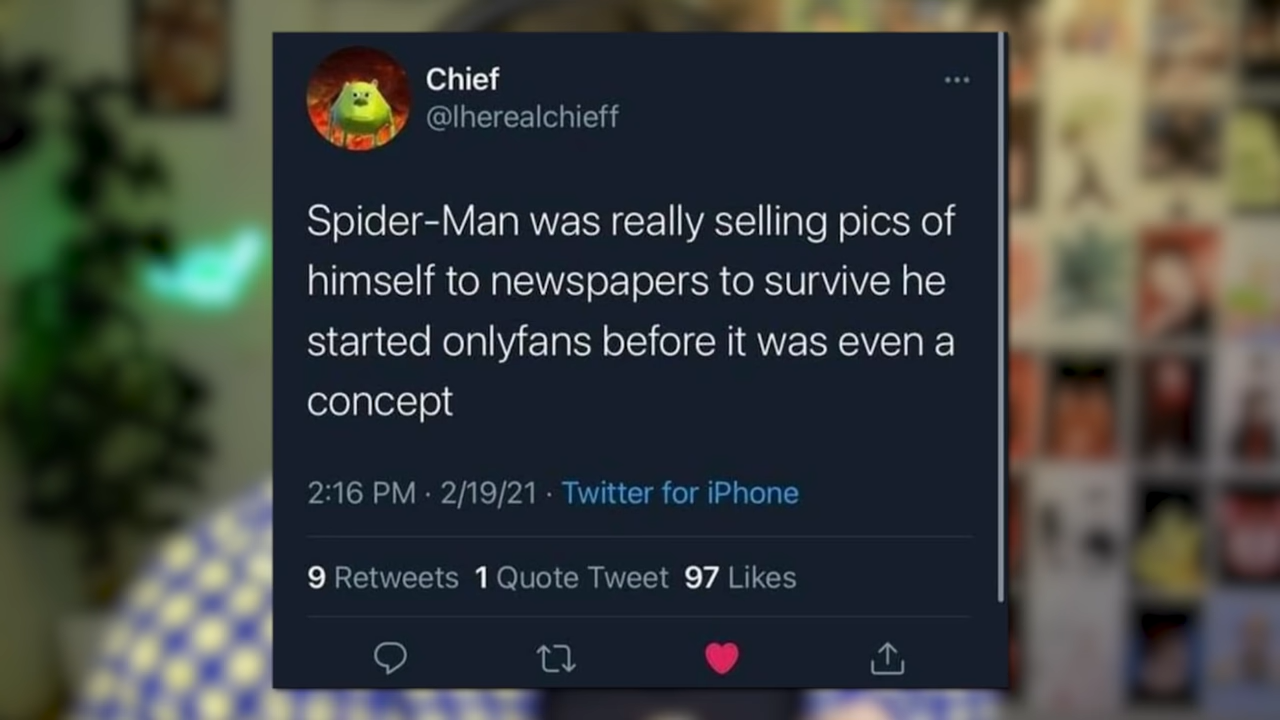 Chief
@lherealchieff
Spider-Man was really selling pics of
himself to newspapers to survive he
started onlyfans before it was even a
concept
2:16 PM · 2/19/21 · Twitter for iPhone
9 Retweets 1 Quote Tweet 97 Likes